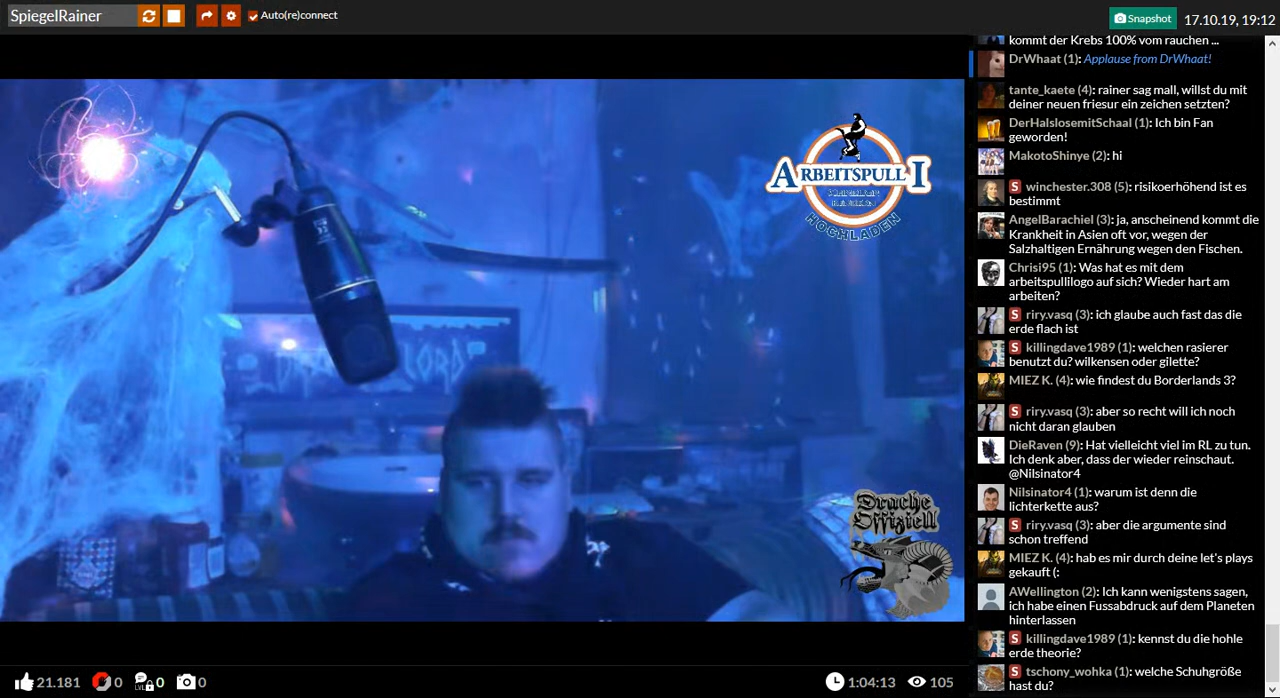 SpiegelRainer
Auto(re)connect
Snapshot
17.10.19, 19:12
ARBEITSPULLI
HOCHLADEN
LORD
Drache
Offiziell
kommt der Krebs 100% vom rauchen ...
DrWhaat (1): Applause from DrWhaat!
tante_kaete (4): rainer sag mall, willst du mit
deiner neuen friesur ein zeichen setzten?
DerHalslosemitSchaal (1): Ich bin Fan
geworden!
MakotoShinye (2): hi
S winchester.308 (5): risikoerhöhend ist es
bestimmt
AngelBarachiel (3): ja, anscheinend kommt die
Krankheit in Asien oft vor, wegen der
Salzhaltigen Ernährung wegen den Fischen.
Chrisi95 (1): Was hat es mit dem
arbeitspullilogo auf sich? Wieder hart am
arbeiten?
S riry.vasq (3): ich glaube auch fast das die
erde flach ist
S killingdave1989 (1): welchen rasierer
benutzt du? wilkensen oder gilette?
MIEZ K. (4): wie findest du Borderlands 3?
S riry.vasq (3): aber so recht will ich noch
nicht daran glauben
DieRaven (9): Hat vielleicht viel im RL zu tun.
Ich denk aber, dass der wieder reinschaut.
@Nilsinator4
Nilsinator4 (1): warum ist denn die
lichterkette aus?
S riry.vasq (3): aber die argumente sind
schon treffend
MIEZ K. (4): hab es mir durch deine let's plays
gekauft (:
AWellington (2): Ich kann wenigstens sagen,
ich habe einen Fussabdruck auf dem Planeten
hinterlassen
S killingdave1989 (1): kennst du die hohle
erde theorie?
S tschony_wohka (1): welche Schuhgröße
hast du?
21.181 0 LVL 0 0
1:04:13 105